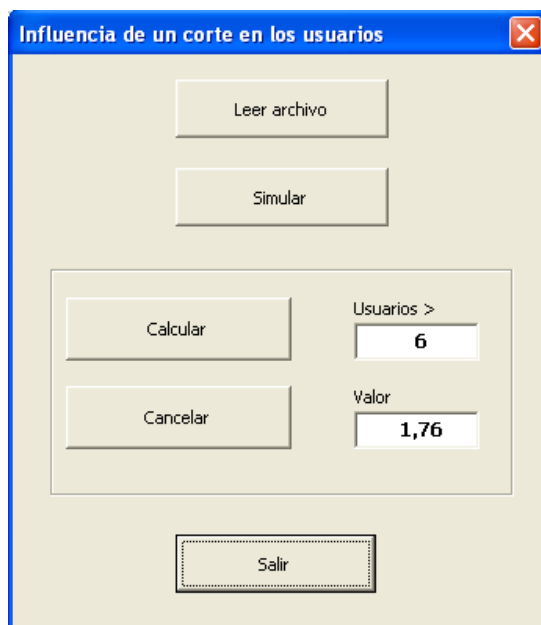 Influencia de un corte en los usuarios
Leer archivo
Simular
Calcular
Usuarios >
6
Cancelar
Valor
1,76
Salir